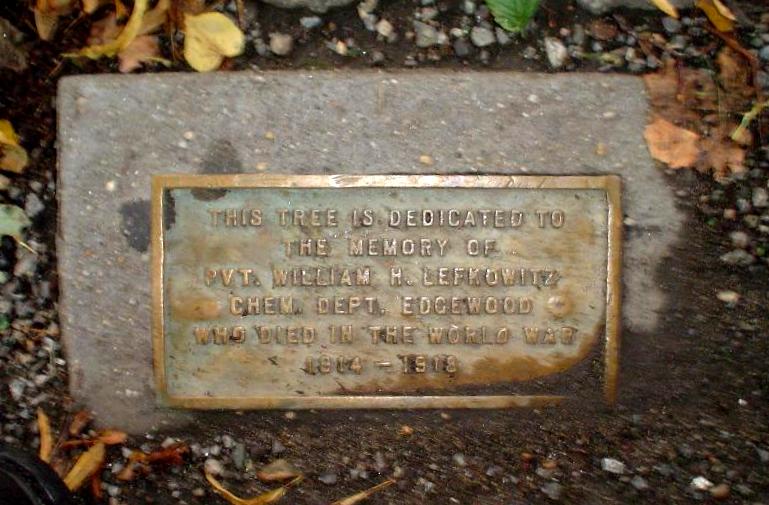 THIS TREE IS DEDICATED TO
THE MEMORY OF
PVT. WILLIAM H. LEFKOWITZ
CHEM. DEPT. EDGEWOOD
WHO DIED IN THE WORLD WAR
1914 - 1918